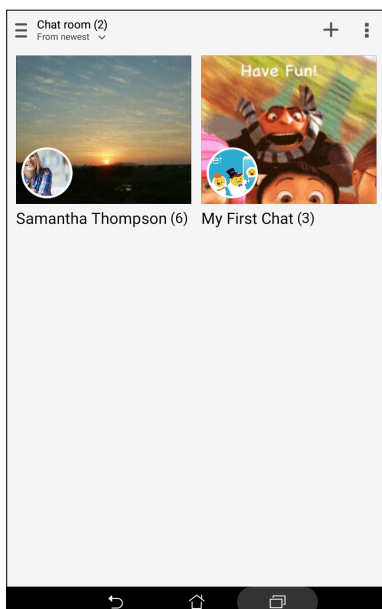 Chat room (2)
From newest
Have Fun!
Samantha Thompson (6)
My First Chat (3)